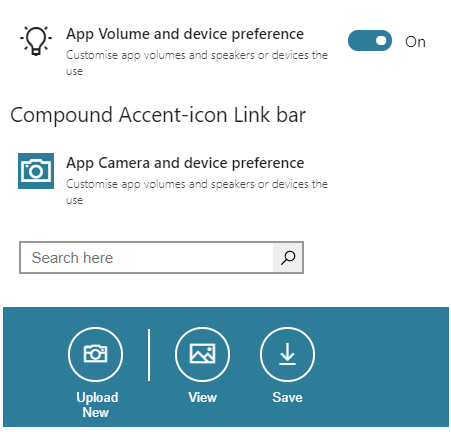 App Volume and device preference
On
Customise app volumes and speakers or devices the
use
Compound Accent-icon Link bar
App Camera and device preference
Customise app volumes and speakers or devices the
use
Search here
Upload
New
View
Save